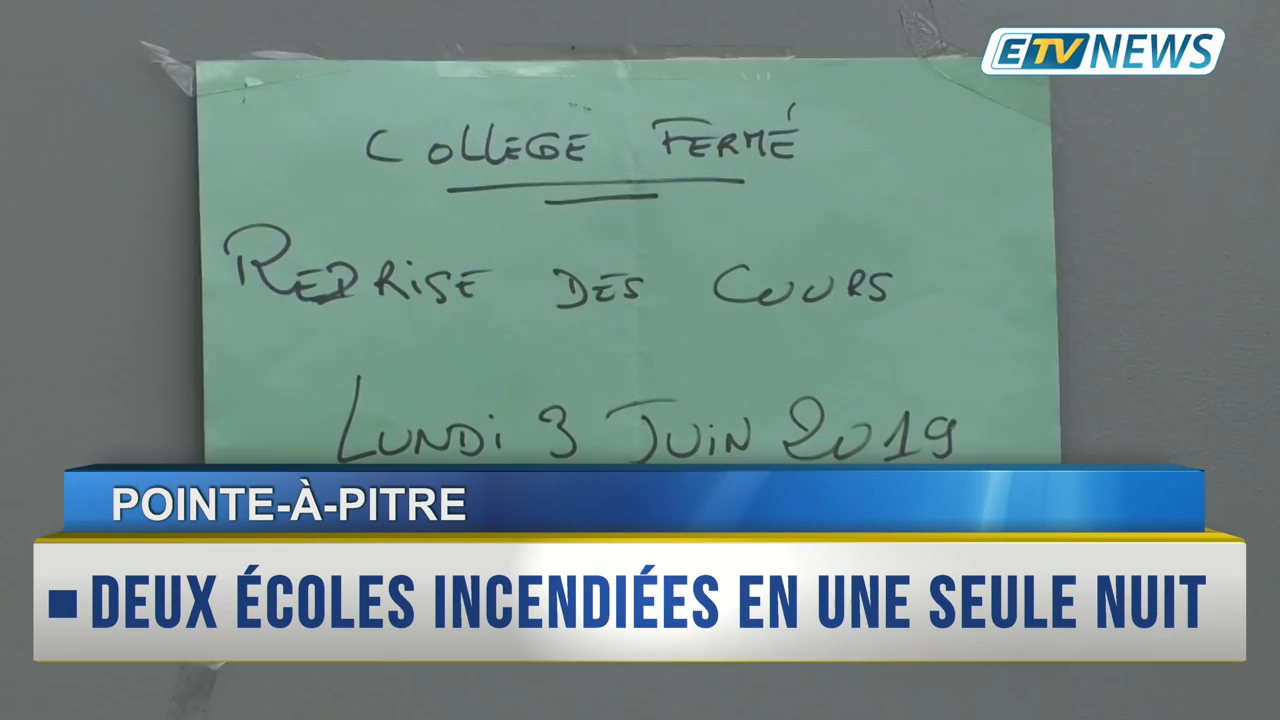 ETV NEWS
COLLEGE FERMÉ
REPRISE DES COURS
LUNDI 3 JUIN 2019
POINTE-À-PITRE
DEUX ÉCOLES INCENDIÉES EN UNE SEULE NUIT